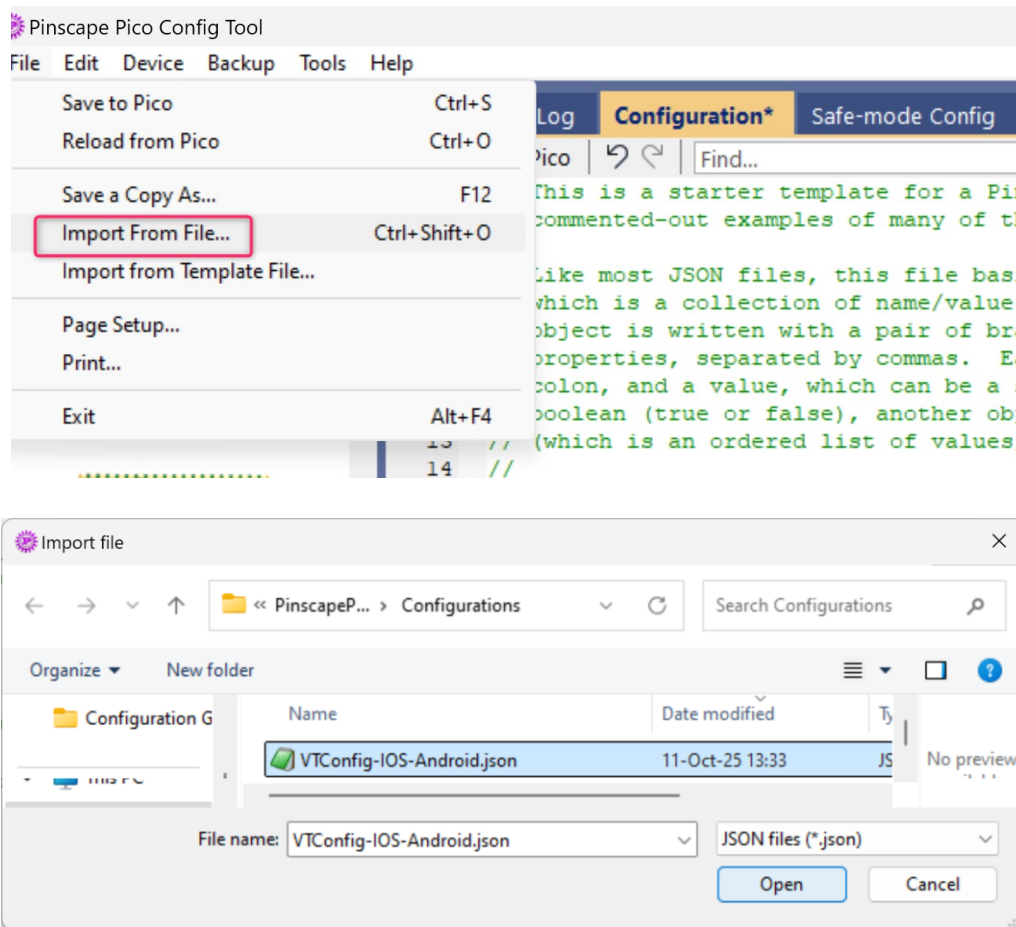 Pinscape Pico Config Tool
File Edit Device Backup Tools Help
Save to Pico Ctrl+S
Reload from Pico Ctrl+O
Save a Copy As... F12
Import From File... Ctrl+Shift+O
Import from Template File...
Page Setup...
Print...
Exit Alt+F4
Log Configuration* Safe-mode Config
Pico Find...
This is a starter template for a Pi
commented-out examples of many of t
Like most JSON files, this file bas
which is a collection of name/value
object is written with a pair of br
properties, separated by commas. E
colon, and a value, which can be a
boolean (true or false), another ob
13 // (which is an ordered list of values
14 //
Import file
« PinscapeP... › Configurations
Search Configurations
Organize New folder
Configuration G
Name Date modified Ty
VTConfig-IOS-Android.json 11-Oct-25 13:33 JS
No preview
This PC
File name: VTConfig-IOS-Android.json JSON files (*.json)
Open Cancel